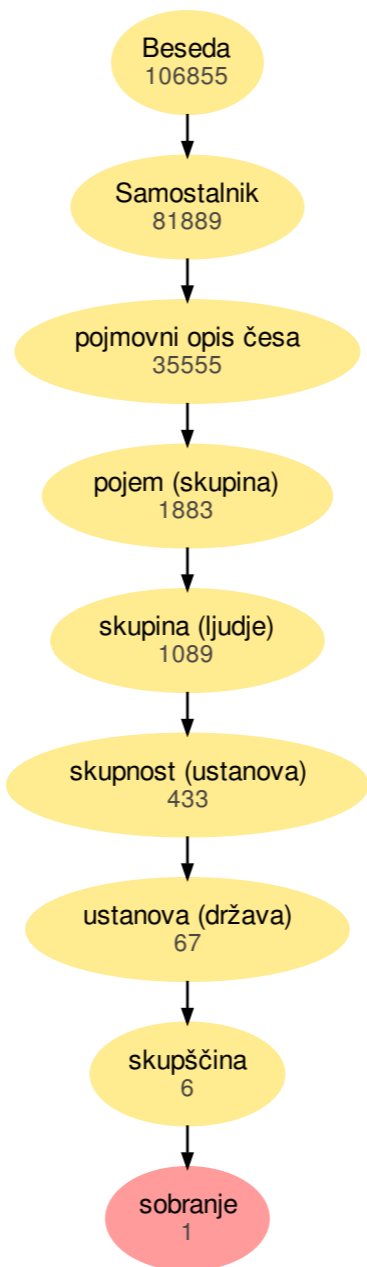 Beseda
106855
Samostalnik
81889
pojmovni opis česa
35555
pojem (skupina)
1883
skupina (ljudje)
1089
skupnost (ustanova)
433
ustanova (država)
67
skupščina
6
sobranje
1